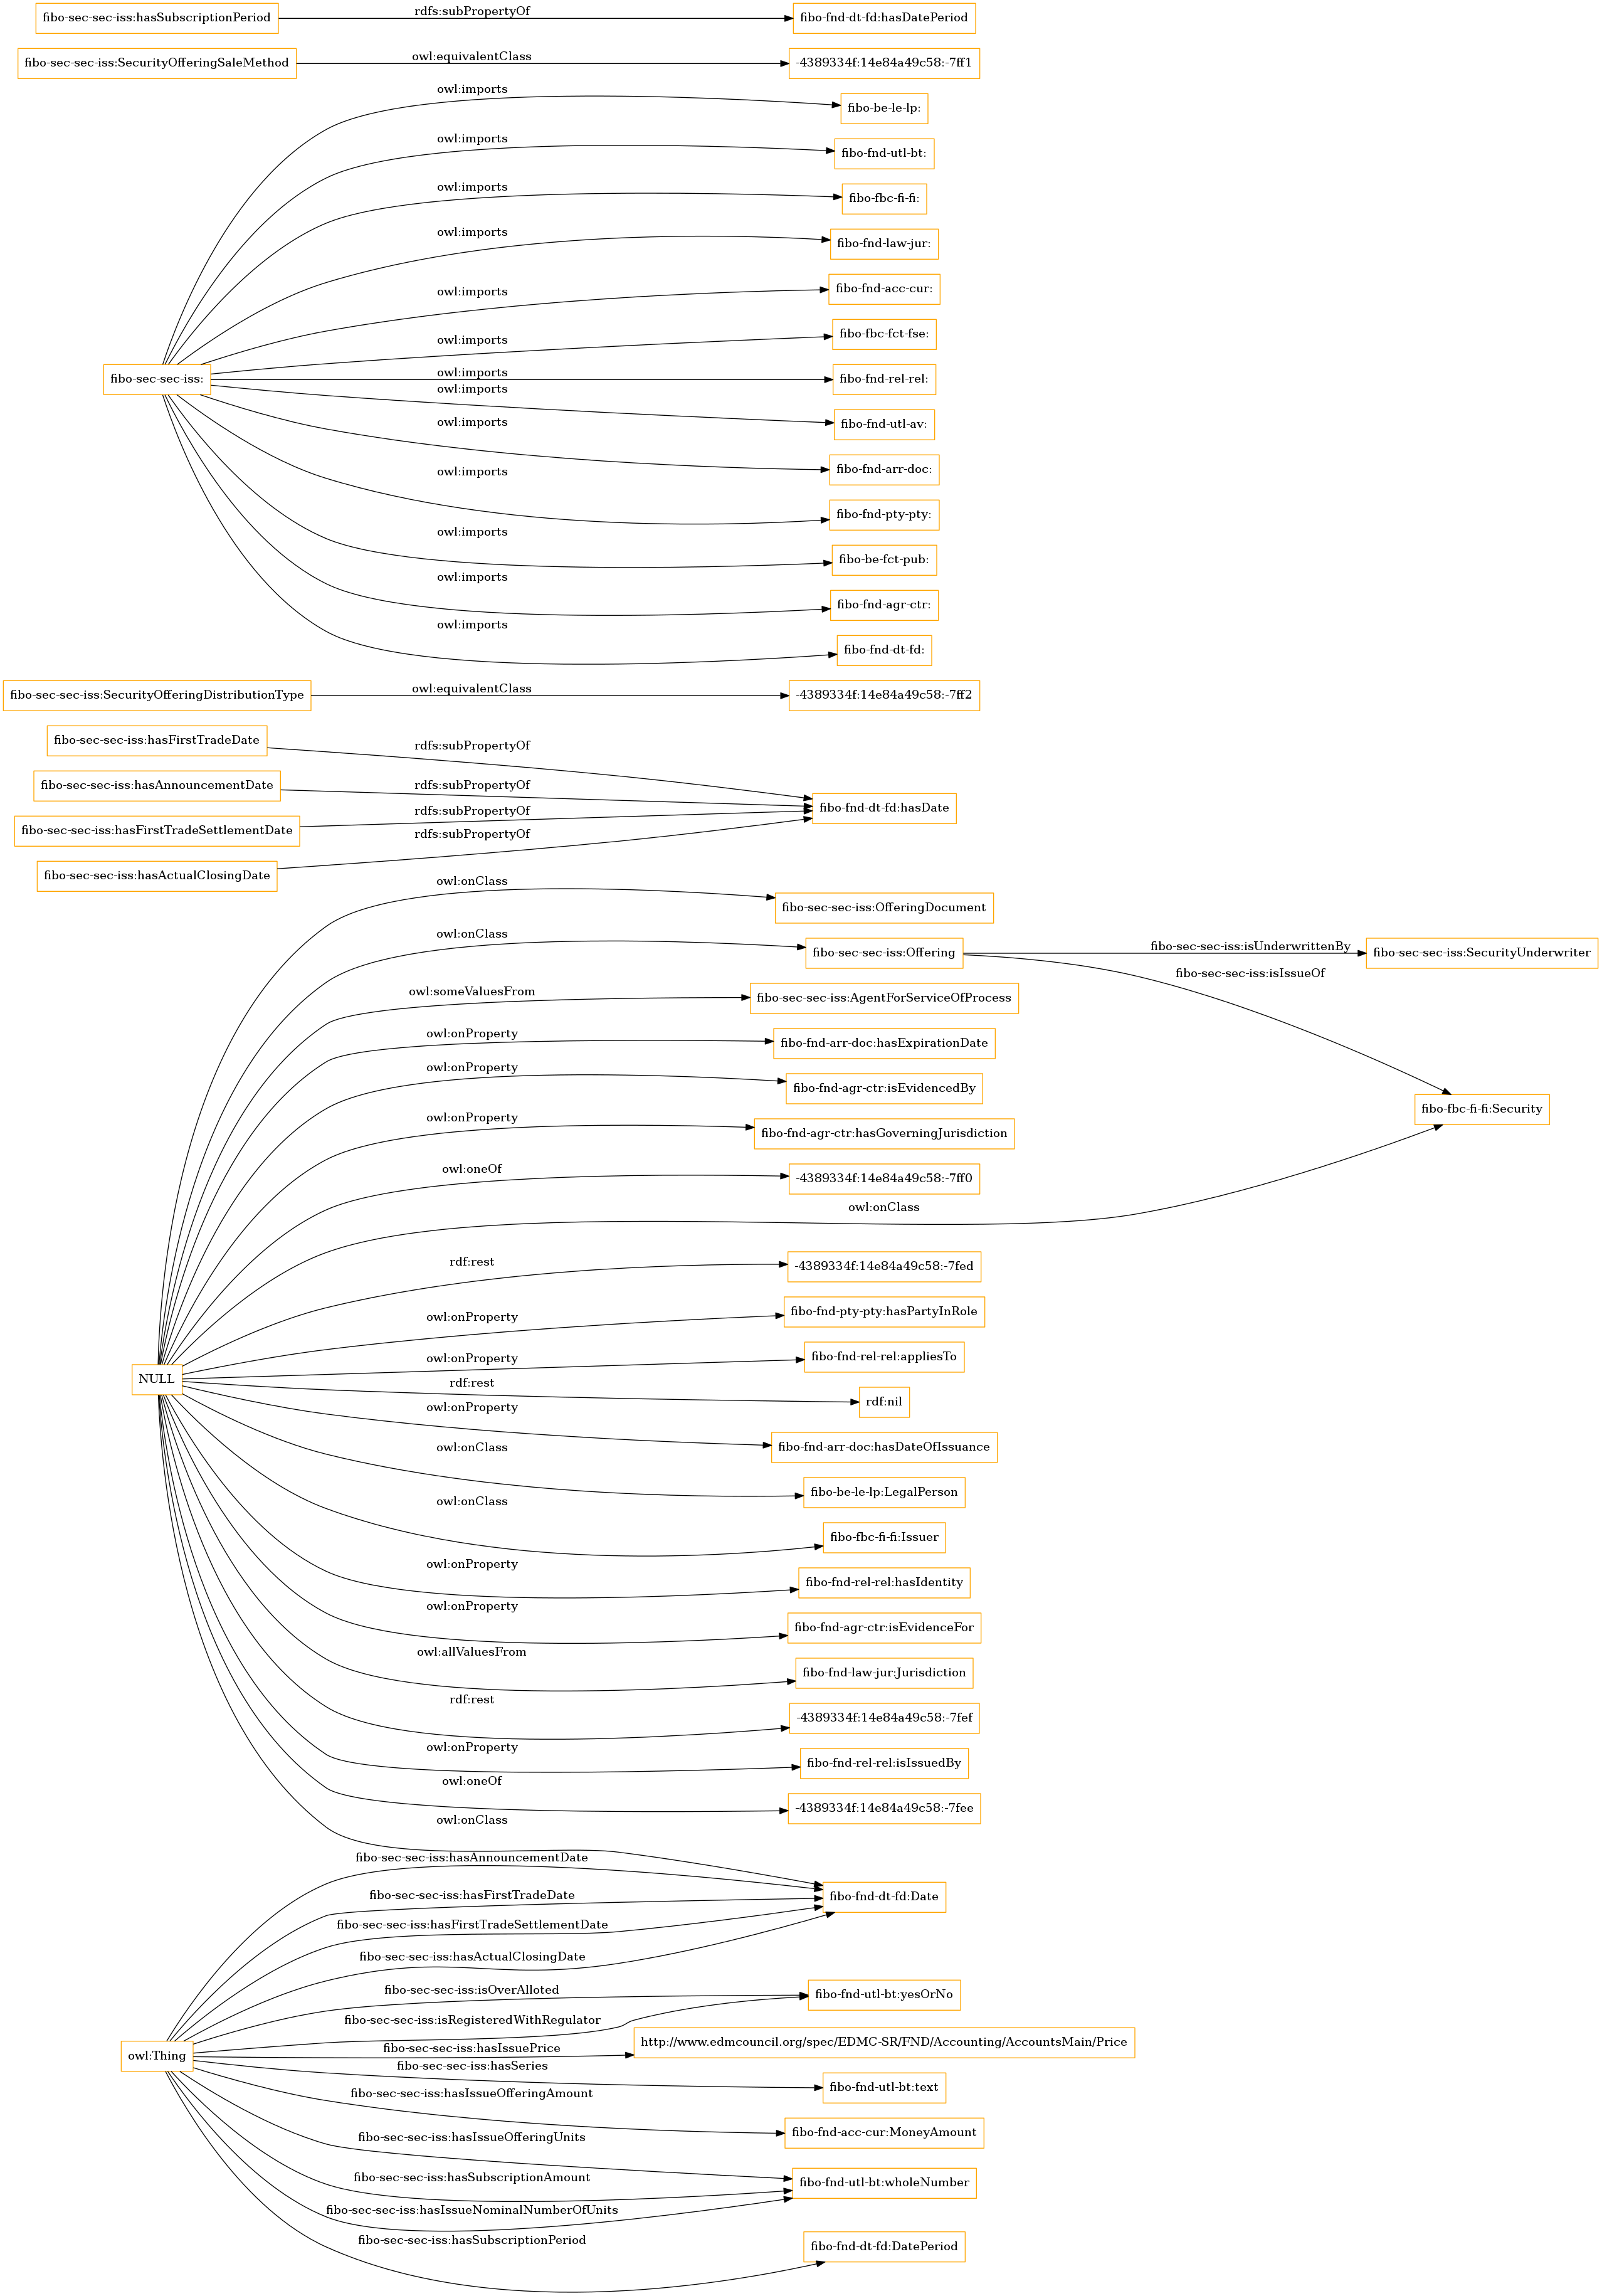 fibo-sec-sec-iss:hasSubscriptionPeriod
rdfs:subPropertyOf
fibo-fnd-dt-fd:hasDatePeriod
fibo-sec-sec-iss:SecurityOfferingSaleMethod
owl:equivalentClass
-4389334f:14e84a49c58:-7ff1
owl:imports
fibo-be-le-lp:
owl:imports
fibo-fnd-utl-bt:
owl:imports
fibo-fbc-fi-fi:
owl:imports
fibo-fnd-law-jur:
owl:imports
fibo-fnd-acc-cur:
owl:imports
fibo-fbc-fct-fse:
fibo-sec-sec-iss:
owl:imports
fibo-fnd-rel-rel:
owl:imports
fibo-fnd-utl-av:
owl:imports
fibo-fnd-arr-doc:
owl:imports
fibo-fnd-pty-pty:
owl:imports
fibo-be-fct-pub:
owl:imports
fibo-fnd-agr-ctr:
owl:imports
fibo-fnd-dt-fd:
fibo-sec-sec-iss:SecurityOfferingDistributionType
owl:equivalentClass
-4389334f:14e84a49c58:-7ff2
fibo-sec-sec-iss:hasFirstTradeDate
rdfs:subPropertyOf
fibo-sec-sec-iss:hasAnnouncementDate
rdfs:subPropertyOf
fibo-fnd-dt-fd:hasDate
fibo-sec-sec-iss:hasFirstTradeSettlementDate
rdfs:subPropertyOf
fibo-sec-sec-iss:hasActualClosingDate
rdfs:subPropertyOf
owl:onClass
fibo-sec-sec-iss:OfferingDocument
owl:onClass
fibo-sec-sec-iss:Offering
fibo-sec-sec-iss:isUnderwrittenBy
fibo-sec-sec-iss:SecurityUnderwriter
fibo-sec-sec-iss:isIssueOf
owl:someValuesFrom
fibo-sec-sec-iss:AgentForServiceOfProcess
owl:onProperty
fibo-fnd-arr-doc:hasExpirationDate
owl:onProperty
fibo-fnd-agr-ctr:isEvidencedBy
fibo-fbc-fi-fi:Security
owl:onProperty
fibo-fnd-agr-ctr:hasGoverningJurisdiction
owl:oneOf
-4389334f:14e84a49c58:-7ff0
owl:onClass
rdf:rest
-4389334f:14e84a49c58:-7fed
owl:onProperty
fibo-fnd-pty-pty:hasPartyInRole
owl:onProperty
fibo-fnd-rel-rel:appliesTo
NULL
rdf:rest
rdf:nil
owl:onProperty
fibo-fnd-arr-doc:hasDateOfIssuance
owl:onClass
fibo-be-le-lp:LegalPerson
owl:onClass
fibo-fbc-fi-fi:Issuer
owl:onProperty
fibo-fnd-rel-rel:hasIdentity
owl:onProperty
fibo-fnd-agr-ctr:isEvidenceFor
owl:allValuesFrom
fibo-fnd-law-jur:Jurisdiction
rdf:rest
-4389334f:14e84a49c58:-7fef
owl:onProperty
fibo-fnd-rel-rel:isIssuedBy
owl:oneOf
-4389334f:14e84a49c58:-7fee
owl:onClass
fibo-sec-sec-iss:hasAnnouncementDate
fibo-fnd-dt-fd:Date
fibo-sec-sec-iss:hasFirstTradeDate
fibo-sec-sec-iss:hasFirstTradeSettlementDate
fibo-sec-sec-iss:hasActualClosingDate
fibo-sec-sec-iss:isOverAlloted
fibo-fnd-utl-bt:yesOrNo
fibo-sec-sec-iss:isRegisteredWithRegulator
owl:Thing
fibo-sec-sec-iss:hasIssuePrice
http://www.edmcouncil.org/spec/EDMC-SR/FND/Accounting/AccountsMain/Price
fibo-sec-sec-iss:hasSeries
fibo-fnd-utl-bt:text
fibo-sec-sec-iss:hasIssueOfferingAmount
fibo-fnd-acc-cur:MoneyAmount
fibo-sec-sec-iss:hasIssueOfferingUnits
fibo-sec-sec-iss:hasSubscriptionAmount
fibo-fnd-utl-bt:wholeNumber
fibo-sec-sec-iss:hasIssueNominalNumberOfUnits
fibo-sec-sec-iss:hasSubscriptionPeriod
fibo-fnd-dt-fd:DatePeriod